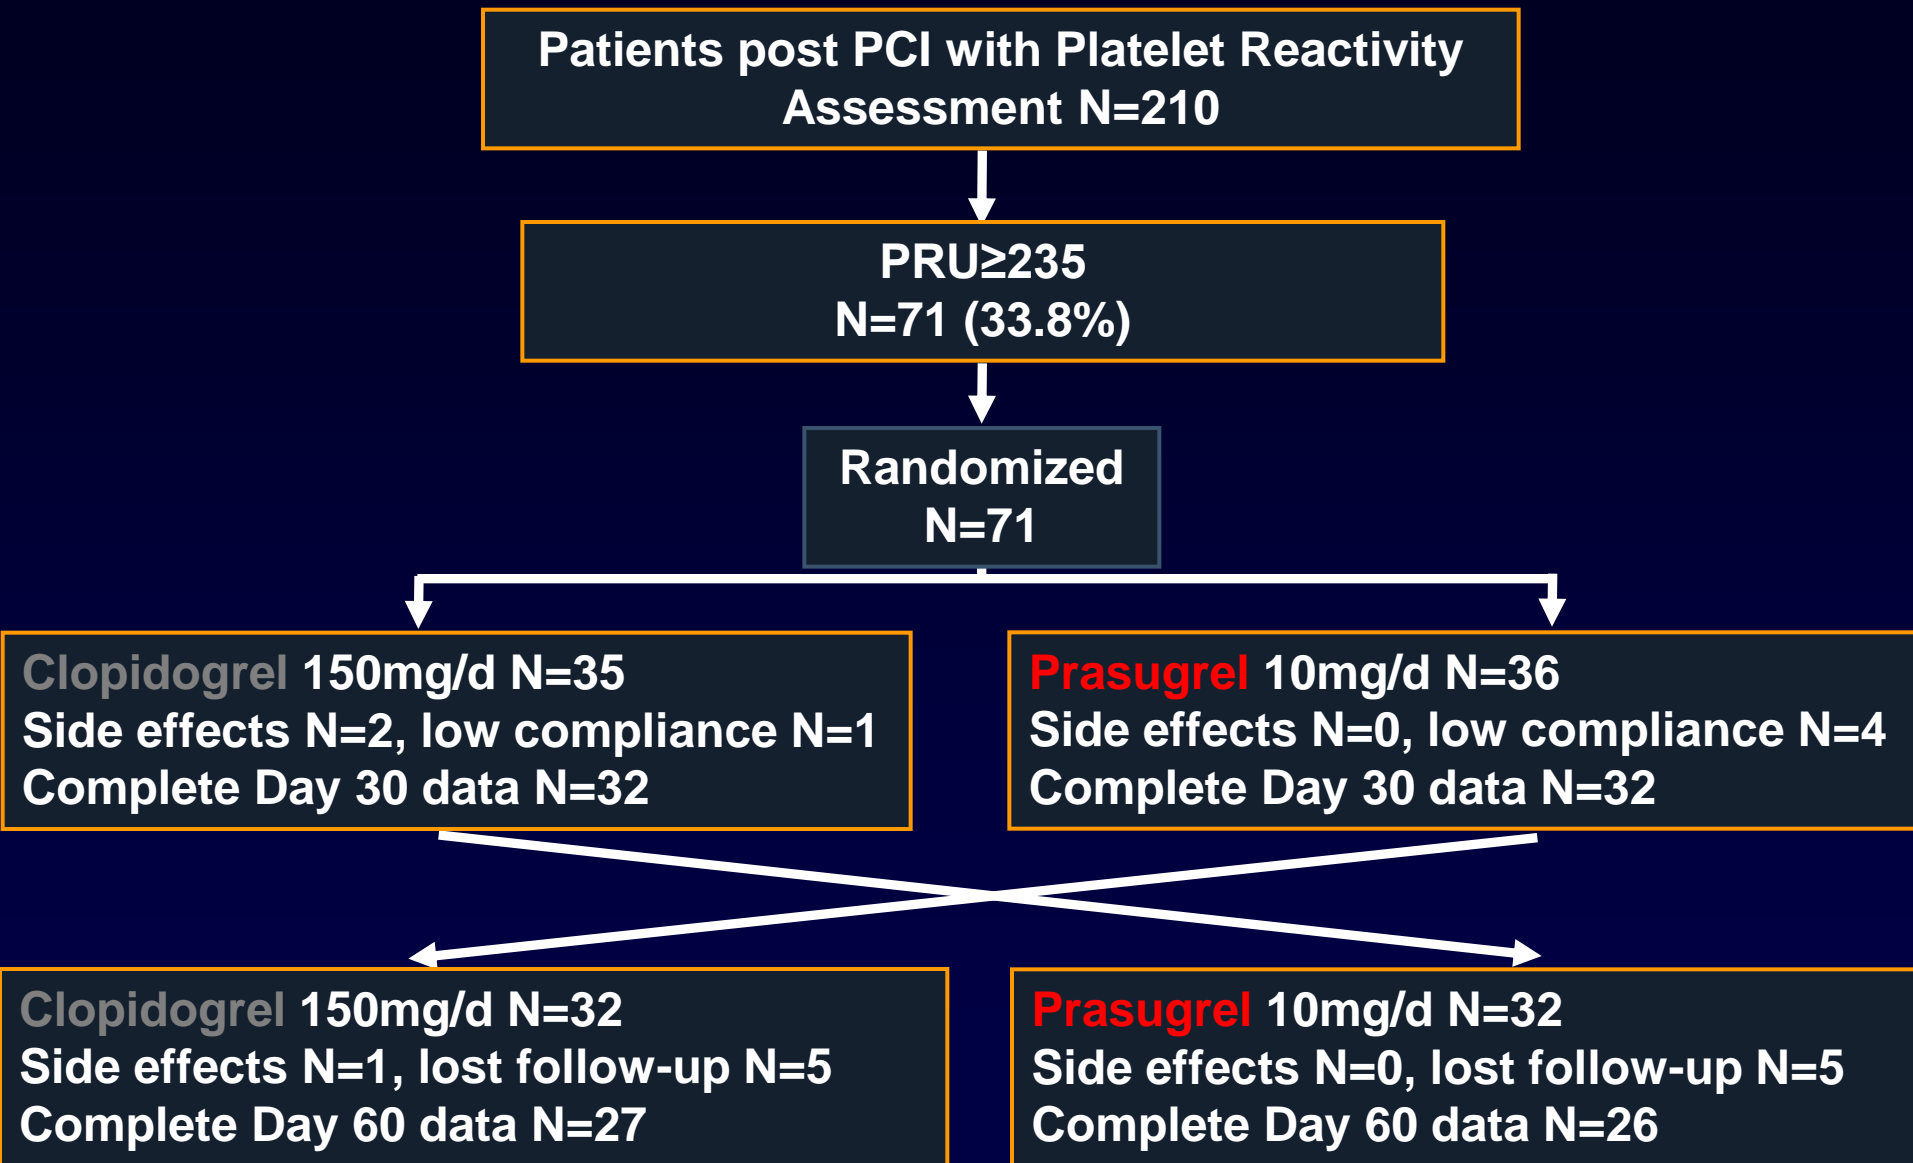 Patients post PCI with Platelet Reactivity
Assessment N=210
PRU≥235
N=71 (33.8%)
Randomized
N=71
Clopidogrel 150mg/d N=35
Side effects N=2, low compliance N=1
Complete Day 30 data N=32
Prasugrel 10mg/d N=36
Side effects N=0, low compliance N=4
Complete Day 30 data N=32
Clopidogrel 150mg/d N=32
Side effects N=1, lost follow-up N=5
Complete Day 60 data N=27
Prasugrel 10mg/d N=32
Side effects N=0, lost follow-up N=5
Complete Day 60 data N=26